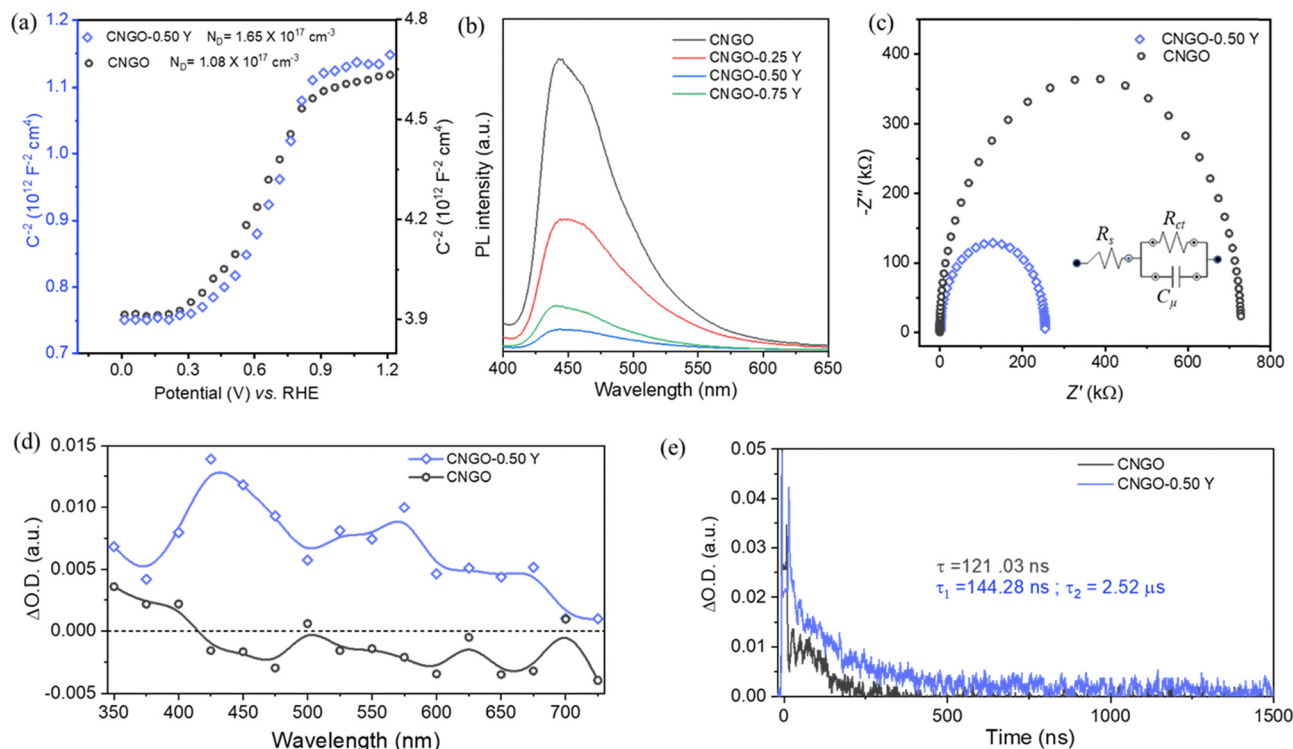 (a)
CNGO-0.50 Y N_D= 1.65 X 10^17 cm^-3
CNGO N_D= 1.08 X 10^17 cm^-3
1.2
1.1
1.0
0.9
0.8
0.7
C^-2 (10^12 F^-2 cm^4)
4.8
4.5
4.2
3.9
C^-2 (10^12 F^-2 cm^4)
0.0 0.3 0.6 0.9 1.2
Potential (V) vs. RHE
(b)
CNGO
CNGO-0.25 Y
CNGO-0.50 Y
CNGO-0.75 Y
PL intensity (a.u.)
400 450 500 550 600 650
Wavelength (nm)
(c)
CNGO-0.50 Y
CNGO
400
300
200
100
0
-Z″ (kΩ)
R_s
R_ct
C_μ
0 200 400 600 800
Z′ (kΩ)
(d)
CNGO-0.50 Y
CNGO
0.015
0.010
0.005
0.000
-0.005
ΔO.D. (a.u.)
350 400 450 500 550 600 650 700
Wavelength (nm)
(e)
CNGO
CNGO-0.50 Y
τ =121 .03 ns
τ_1 =144.28 ns ; τ_2 = 2.52 μs
0.05
0.04
0.03
0.02
0.01
0.00
ΔO.D. (a.u.)
0 500 1000 1500
Time (ns)